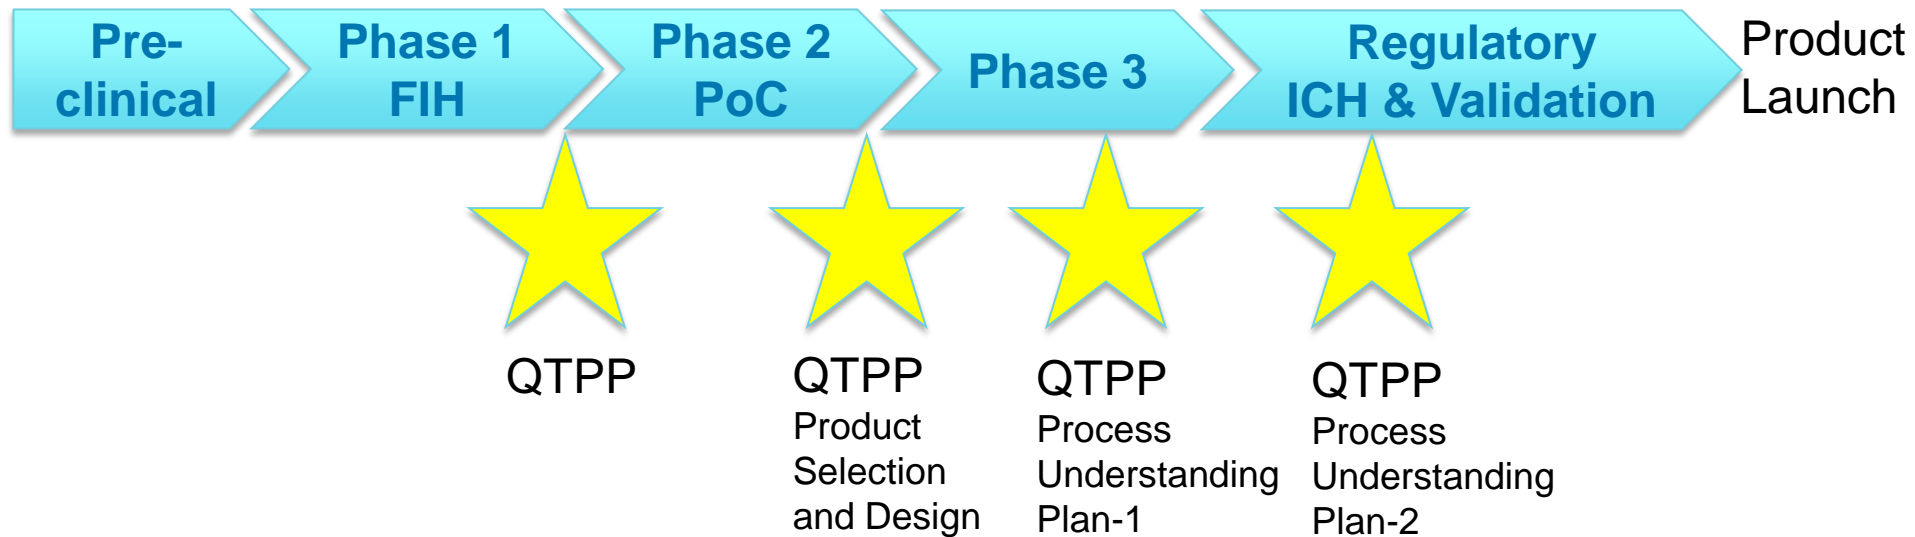 Pre-
clinical
Phase 1
FIH
Phase 2
PoC
Phase 3
Regulatory
ICH & Validation
Product
Launch
QTPP
QTPP
Product
Selection
and Design
QTPP
Process
Understanding
Plan-1
QTPP
Process
Understanding
Plan-2